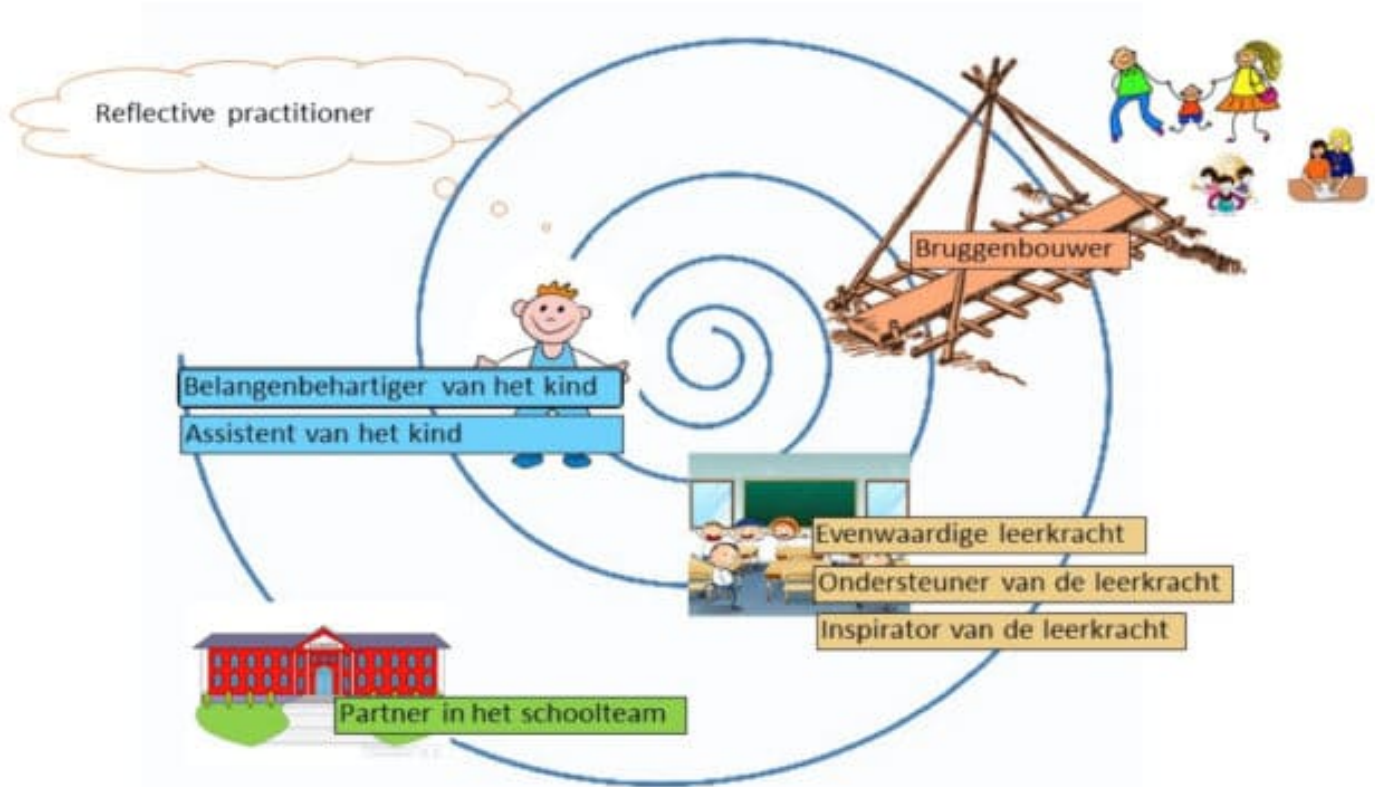 Reflective practitioner
Bruggenbouwer
Belangenbehartiger van het kind
Assistent van het kind
Evenwaardige leerkracht
Ondersteuner van de leerkracht
Inspirator van de leerkracht
Partner in het schoolteam